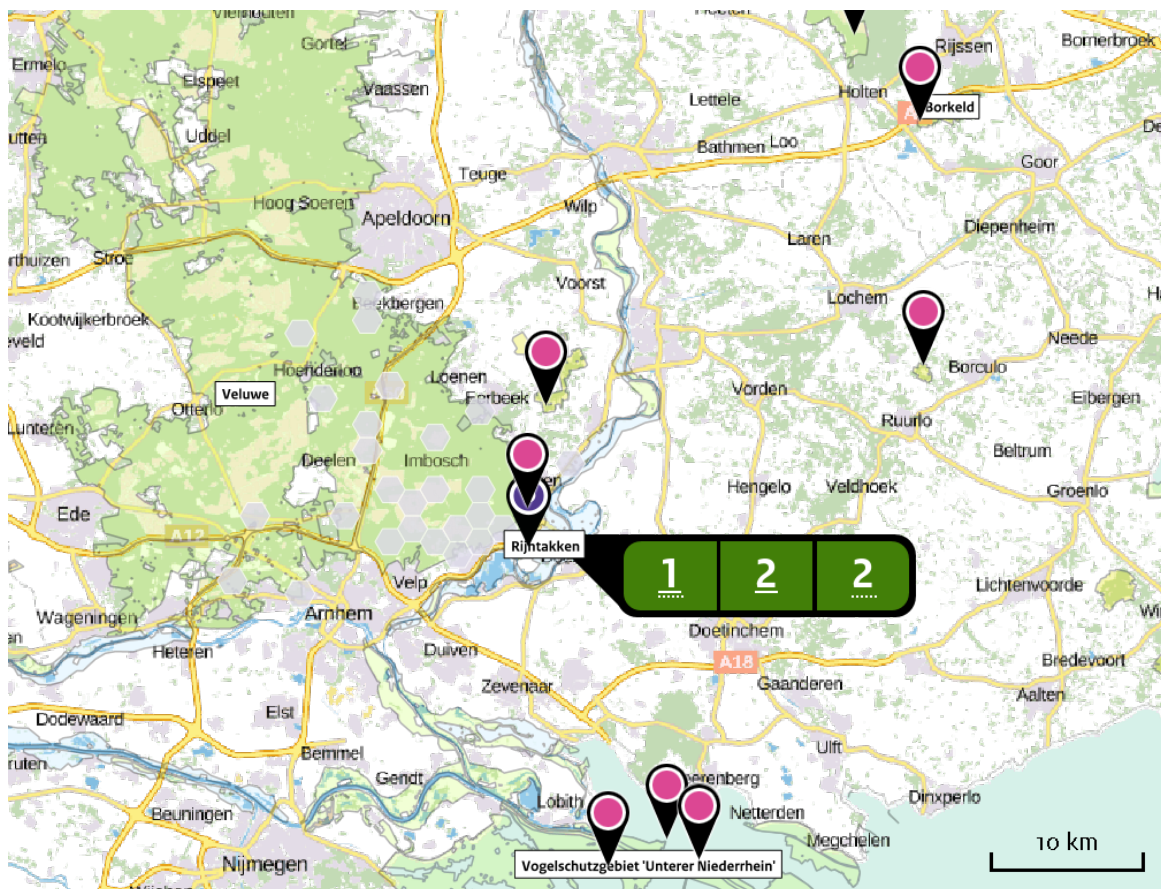 Vierhouten
Heeten
Gortel
Rijssen
Bornerbroek
Ermelo
Elspeet
Vaassen
Holten
Lettele
Borkeld
Uddel
Bathmen
Loo
Goor
Teuge
Hoog Soeren
Wilp
Apeldoorn
Diepenheim
Laren
Stroe
Voorst
Lochem
Beekbergen
Kootwijkerbroek
Neede
Hoenderloo
Loenen
Borculo
Veluwe
Eerbeek
Vorden
Otterlo
Eibergen
Lunteren
Ruurlo
Beltrum
Deelen
Imbosch
Hengelo
Veldhoek
Groenlo
Ede
A12
Rijntakken
1
2
2
Velp
Lichtenvoorde
Wageningen
Arnhem
Doetinchem
Heteren
Duiven
A18
Bredevoort
Zevenaar
Gaanderen
Aalten
Elst
Dodewaard
Bemmel
Ulft
Gendt
Lobith
Dinxperlo
Beuningen
Netterden
Megchelen
10 km
Nijmegen
Vogelschutzgebiet 'Unterer Niederrhein'